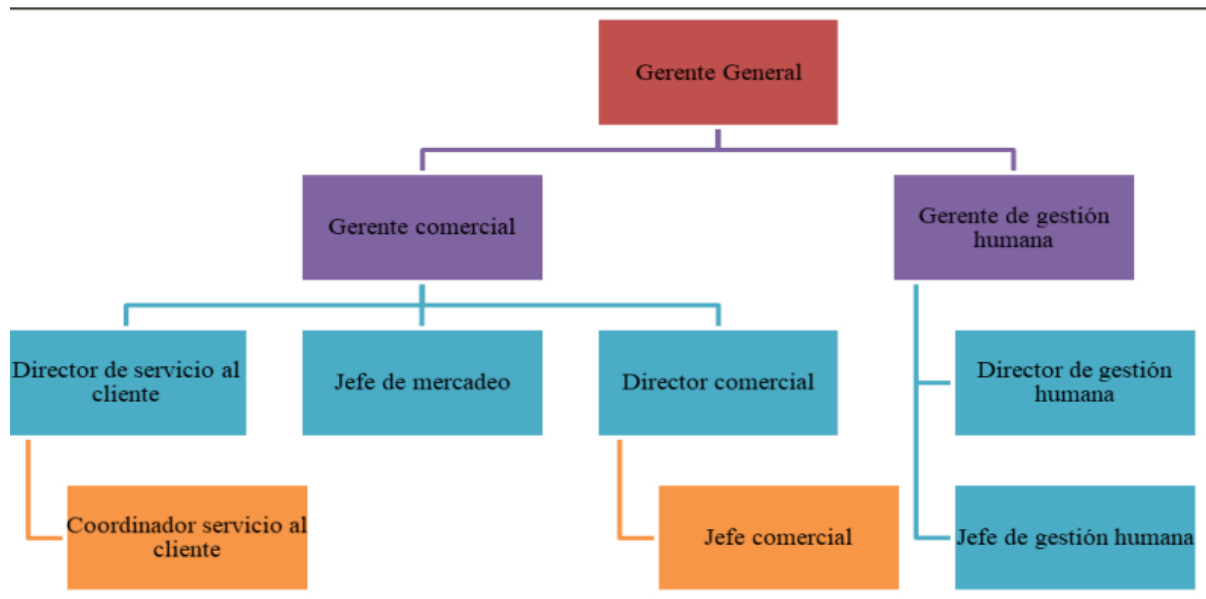 Gerente General
Gerente comercial
Gerente de gestión
humana
Director de servicio al
cliente
Jefe de mercadeo
Director comercial
Director de gestión
humana
Coordinador servicio al
cliente
Jefe comercial
Jefe de gestión humana